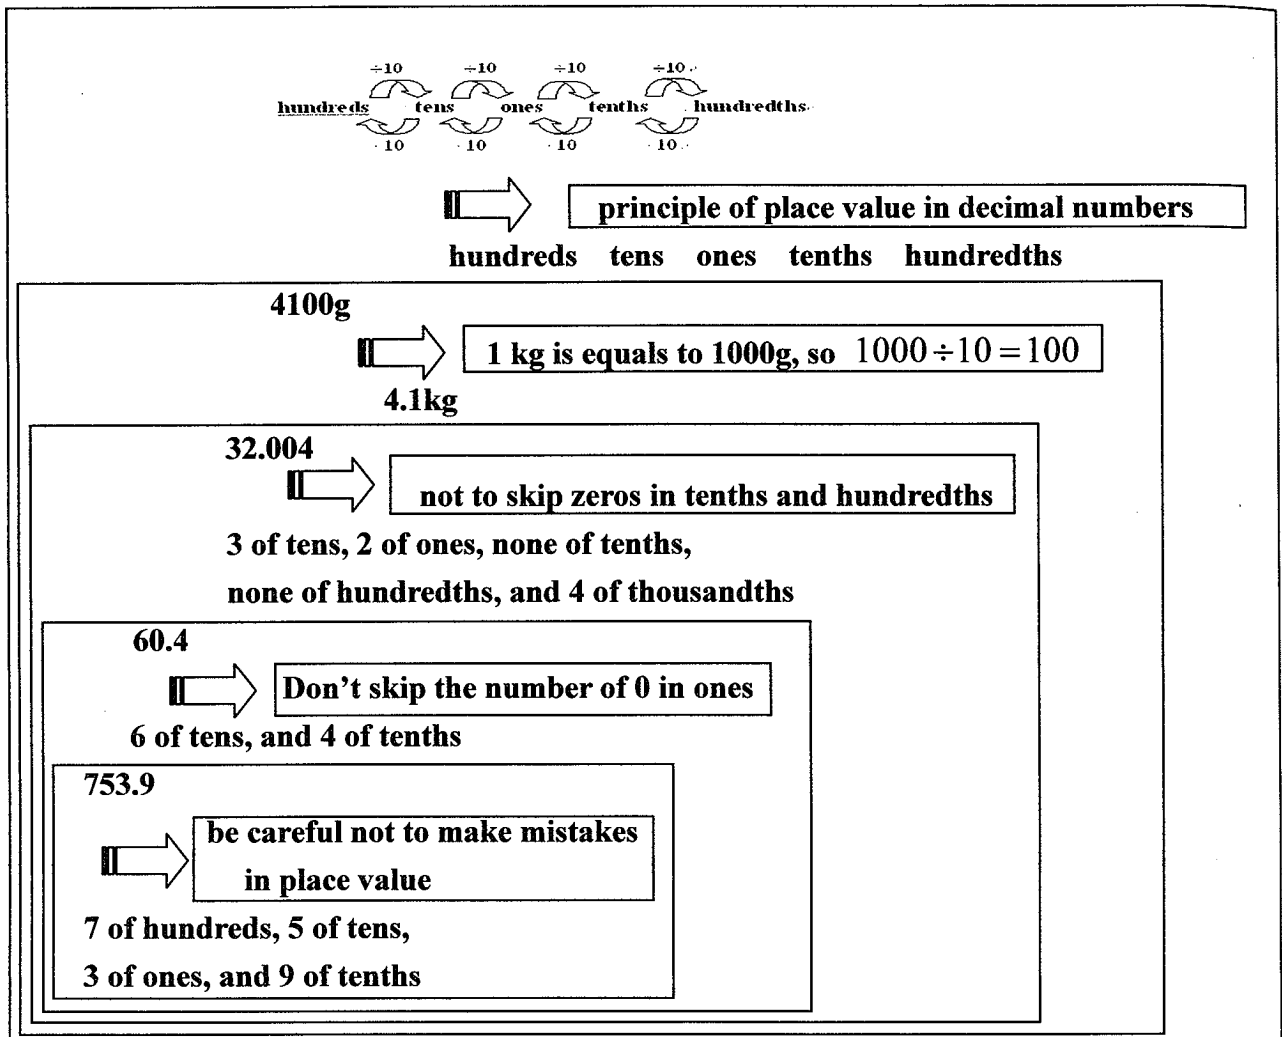 ÷10 ÷10 ÷10 ÷10
hundreds tens ones tenths hundredths
· 10 · 10 · 10 · 10
principle of place value in decimal numbers
hundreds tens ones tenths hundredths
4100g
1 kg is equals to 1000g, so 1000÷10=100
4.1kg
32.004
not to skip zeros in tenths and hundredths
3 of tens, 2 of ones, none of tenths,
none of hundredths, and 4 of thousandths
60.4
Don't skip the number of 0 in ones
6 of tens, and 4 of tenths
753.9
be careful not to make mistakes
in place value
7 of hundreds, 5 of tens,
3 of ones, and 9 of tenths